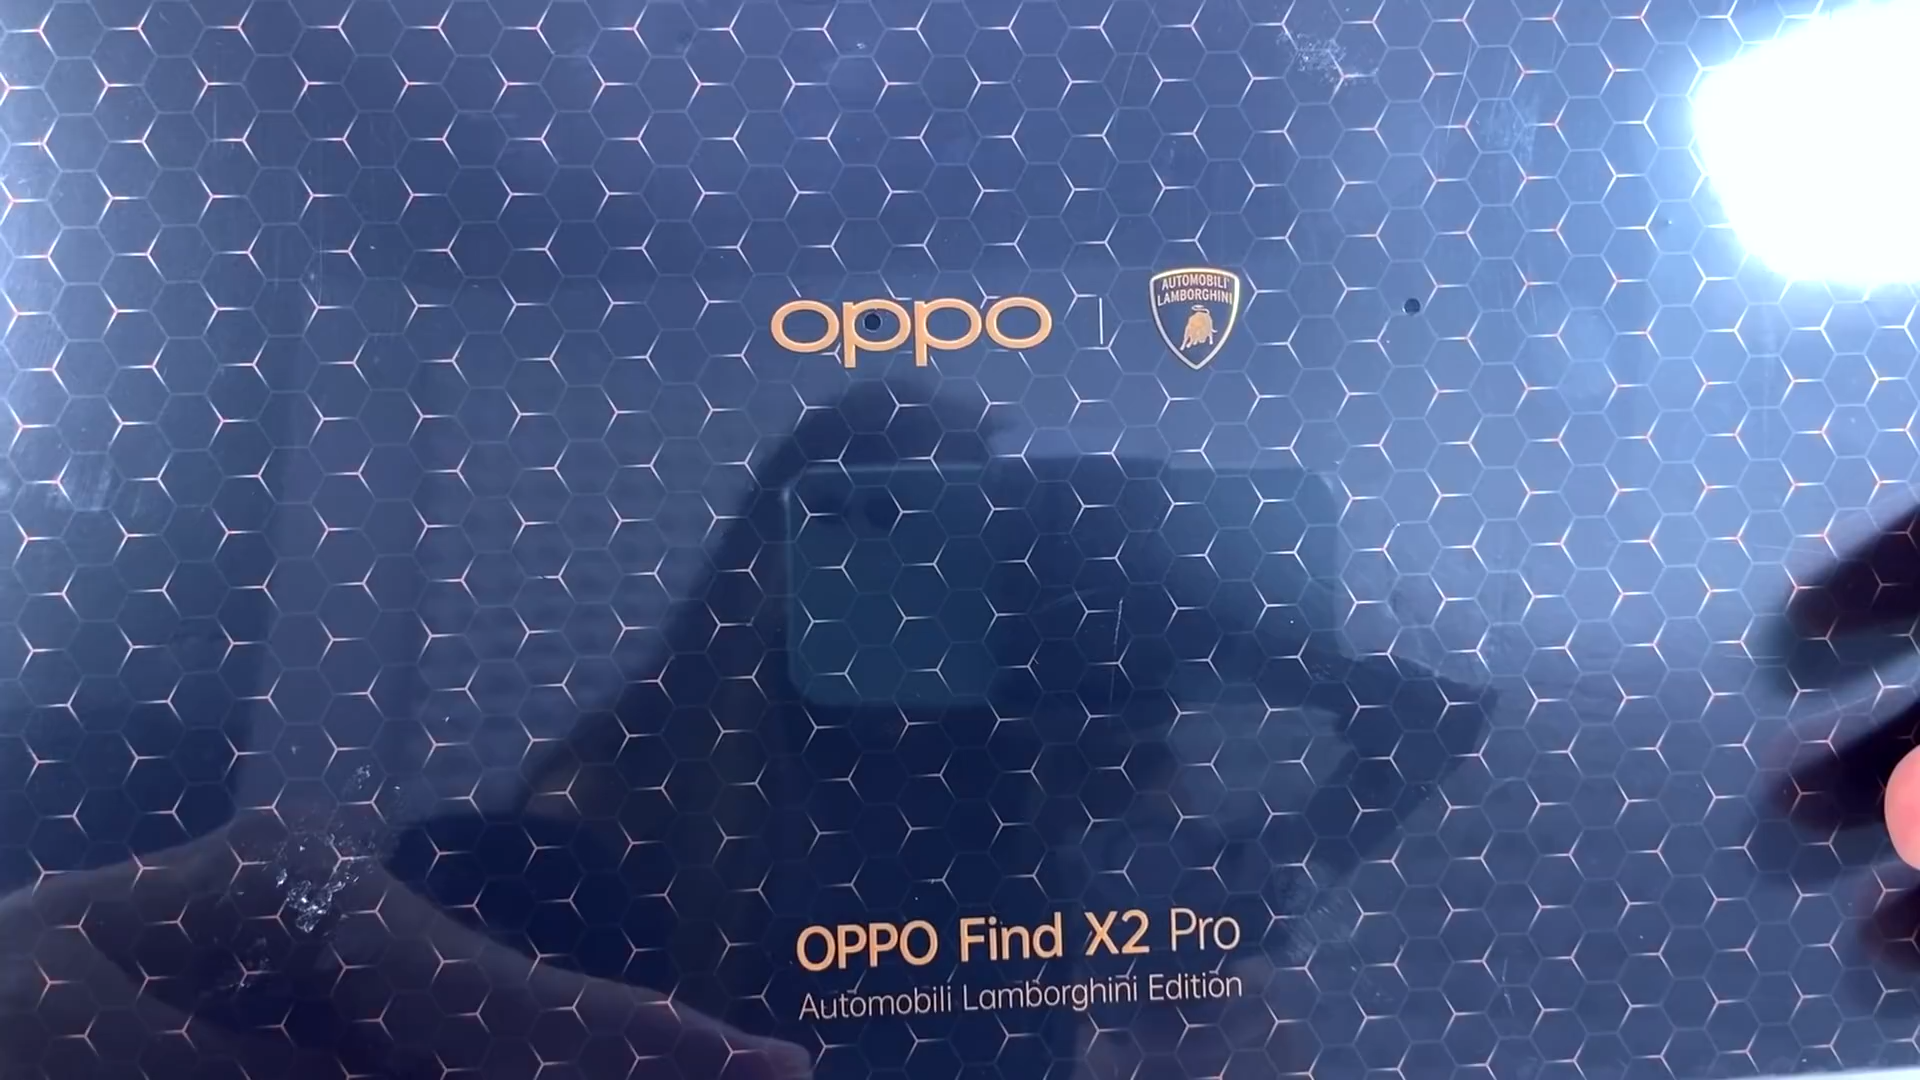 oppo
AUTOMOBILI
LAMBORGHINI
OPPO Find X2 Pro
Automobili Lamborghini Edition